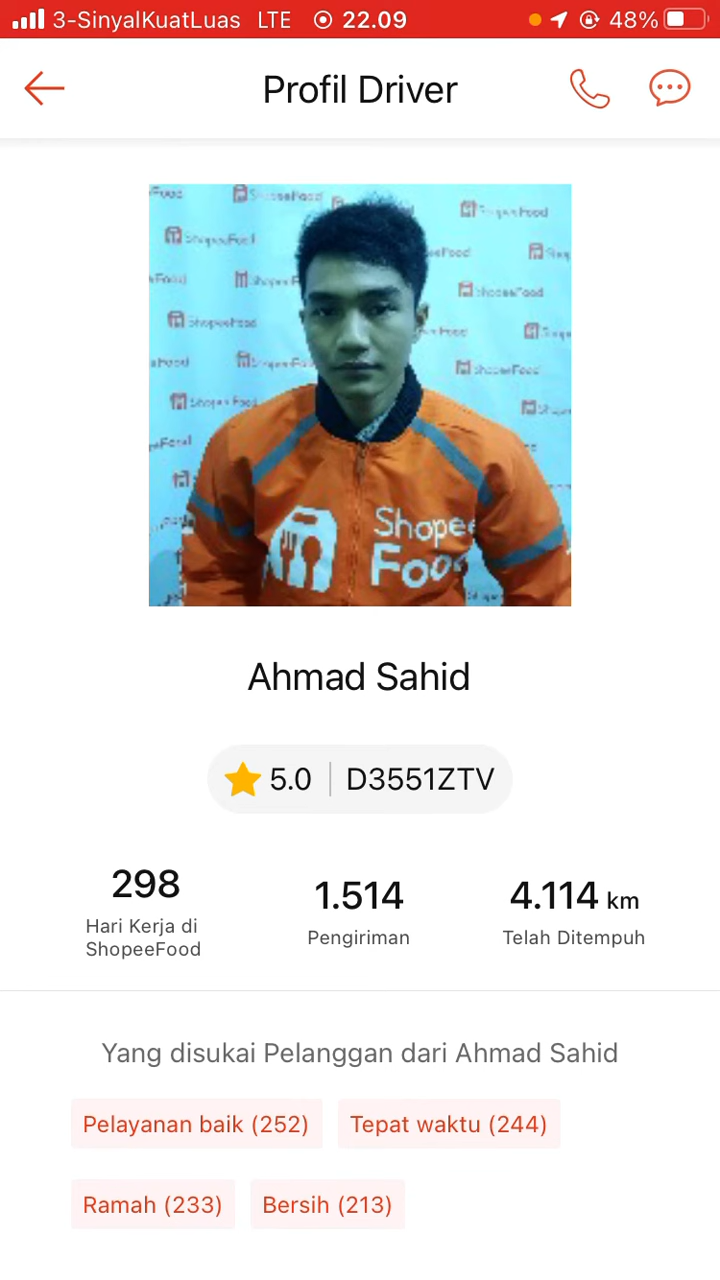 3-SinyalKuatLuas LTE 22.09 48%
Profil Driver
Shopee
Food
Ahmad Sahid
5.0 | D3551ZTV
298
Hari Kerja di
ShopeeFood
1.514
Pengiriman
4.114 km
Telah Ditempuh
Yang disukai Pelanggan dari Ahmad Sahid
Pelayanan baik (252)
Tepat waktu (244)
Ramah (233)
Bersih (213)